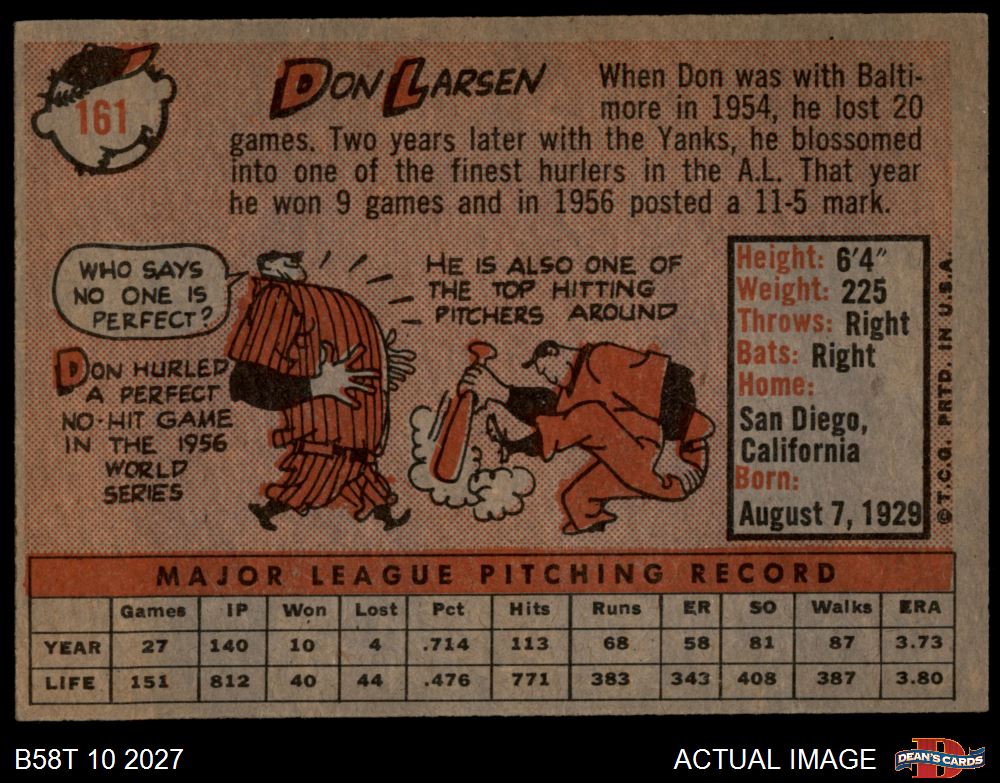 161
DON LARSEN
When Don was with Balti-
more in 1954, he lost 20
games. Two years later with the Yanks, he blossomed
into one of the finest hurlers in the A.L. That year
he won 9 games and in 1956 posted a 11-5 mark.
WHO SAYS
NO ONE IS
PERFECT?
DON HURLED
A PERFECT
NO-HIT GAME
IN THE 1956
WORLD
SERIES
HE IS ALSO ONE OF
THE TOP HITTING
PITCHERS AROUND
Height: 6'4"
Weight: 225
Throws: Right
Bats: Right
Home:
San Diego,
California
Born:
August 7, 1929
© T.C.G. PRTD. IN U.S.A.
MAJOR LEAGUE PITCHING RECORD
Games IP Won Lost Pct Hits Runs ER SO Walks ERA
YEAR 27 140 10 4 .714 113 68 58 81 87 3.73
LIFE 151 812 40 44 .476 771 383 343 408 387 3.80
B58T 10 2027
ACTUAL IMAGE
D
DEAN'S CARDS